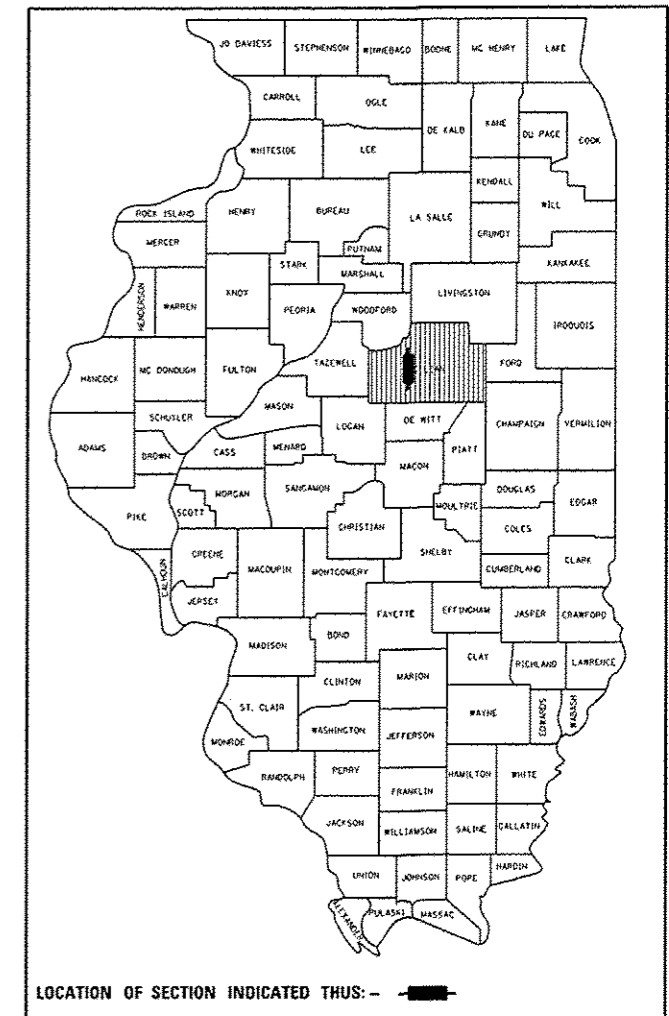 JO DAVIESS STEPHENSON WINNEBAGO BOONE MC HENRY LAKE
CARROLL OGLE
DE KALB KANE DU PAGE COOK
WHITESIDE LEE
KENDALL
ROCK ISLAND HENRY BUREAU LA SALLE WILL
MERCER PUTNAM GRUNDY
STARK MARSHALL KANKAKEE
HENDERSON WARREN KNOX PEORIA WOODFORD LIVINGSTON IROQUOIS
HANCOCK MC DONOUGH FULTON TAZEWELL FORD
MASON
SCHUYLER LOGAN DE WITT CHAMPAIGN VERMILION
ADAMS BROWN CASS MENARD PIATT
MACON
MORGAN SANGAMON DOUGLAS EDGAR
PIKE SCOTT CHRISTIAN MOULTRIE
COLES
GREENE SHELBY
CALHOUN MACOUPIN MONTGOMERY CUMBERLAND CLARK
JERSEY
FAYETTE EFFINGHAM JASPER CRAWFORD
MADISON BOND
CLAY RICHLAND LAWRENCE
CLINTON MARION
ST. CLAIR WAYNE EDWARDS WABASH
WASHINGTON JEFFERSON
MONROE
RANDOLPH PERRY HAMILTON WHITE
FRANKLIN
JACKSON WILLIAMSON SALINE GALLATIN
HARDIN
UNION JOHNSON POPE
ALEXANDER PULASKI MASSAC
LOCATION OF SECTION INDICATED THUS: –